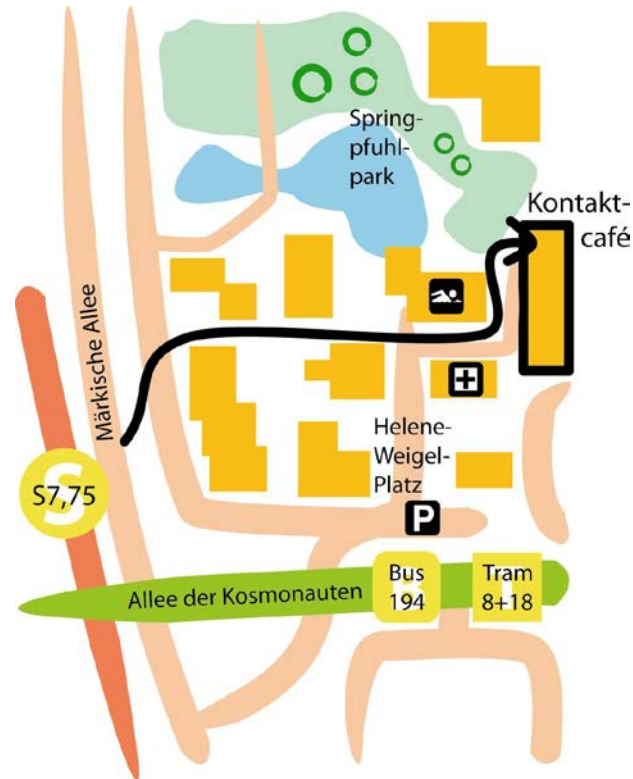 Spring-
pfuhl-
park
Kontakt-
café
Märkische Allee
Helene-
Weigel-
Platz
S
S7,75
P
Allee der Kosmonauten
Bus
194
Tram
8+18